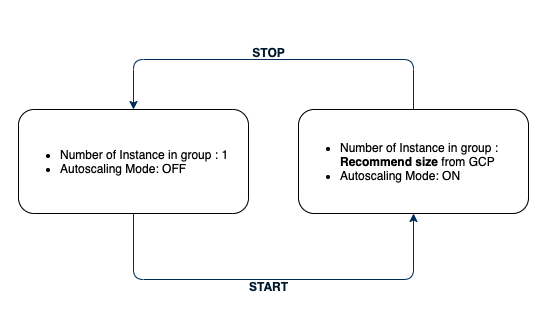 STOP
• Number of Instance in group : 1
• Autoscaling Mode: OFF
• Number of Instance in group :
Recommend size from GCP
• Autoscaling Mode: ON
START